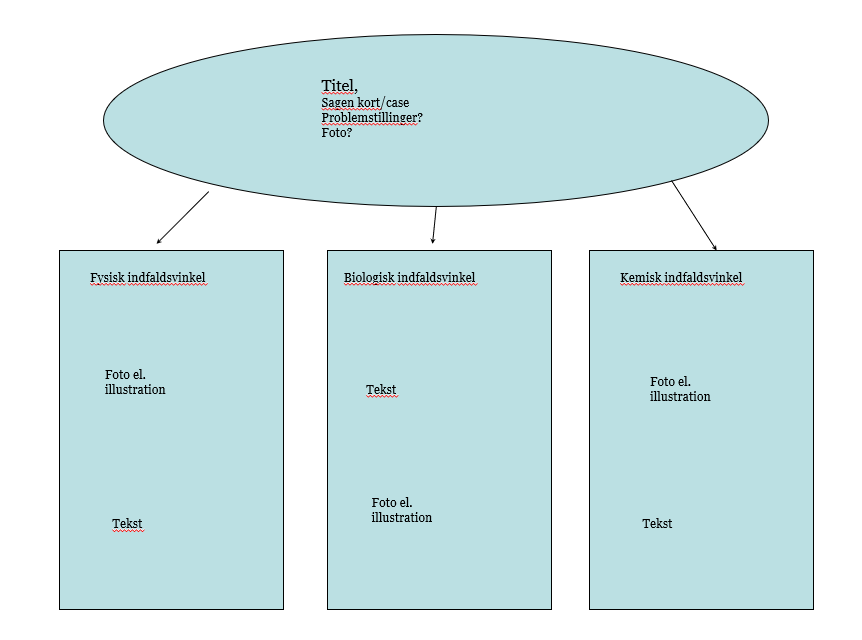 Titel,
Sagen kort/case
Problemstillinger?
Foto?
Fysisk indfaldsvinkel
Foto el.
illustration
Tekst
Biologisk indfaldsvinkel
Tekst
Foto el.
illustration
Kemisk indfaldsvinkel
Foto el.
illustration
Tekst